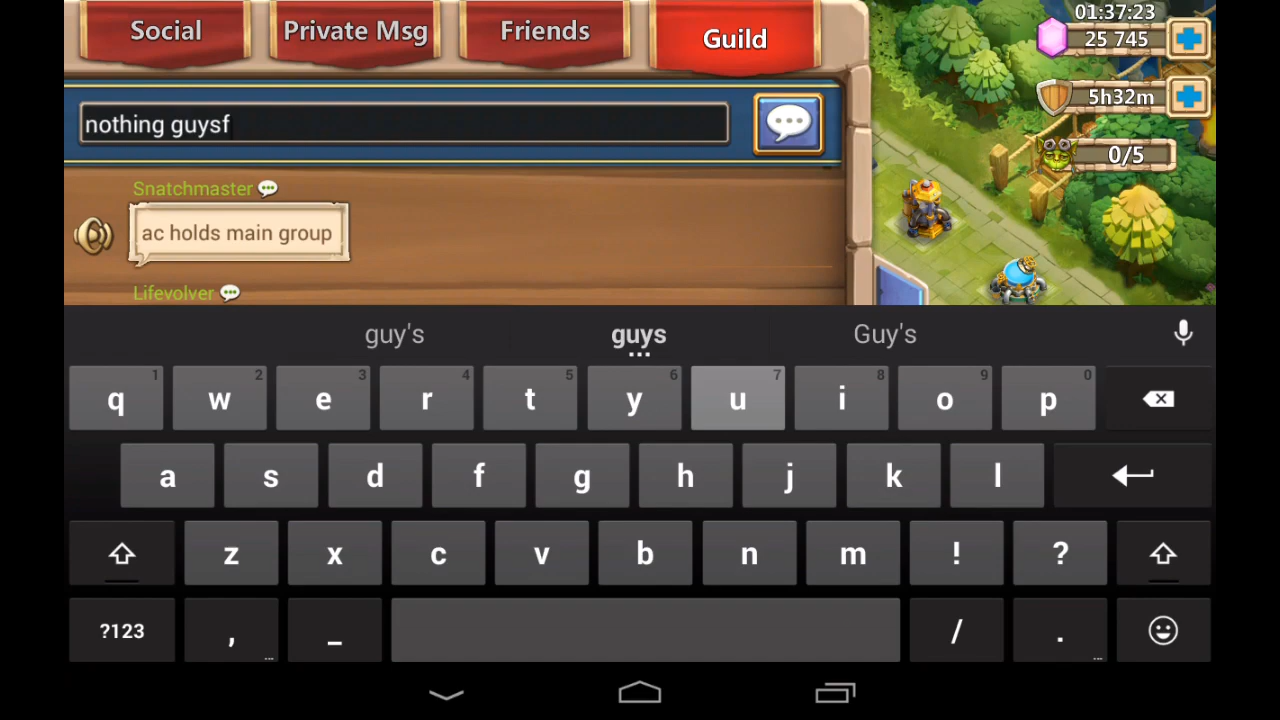 Social
Private Msg
Friends
Guild
01:37:23
25 745
5h32m
0/5
nothing guysf
Snatchmaster
ac holds main group
Lifevolver
guy's
guys
Guy's
q 1 w 2 e 3 r 4 t 5 y 6 u 7 i 8 o 9 p 0
a s d f g h j k l
z x c v b n m ! ?
?123 , ... _ / . ...